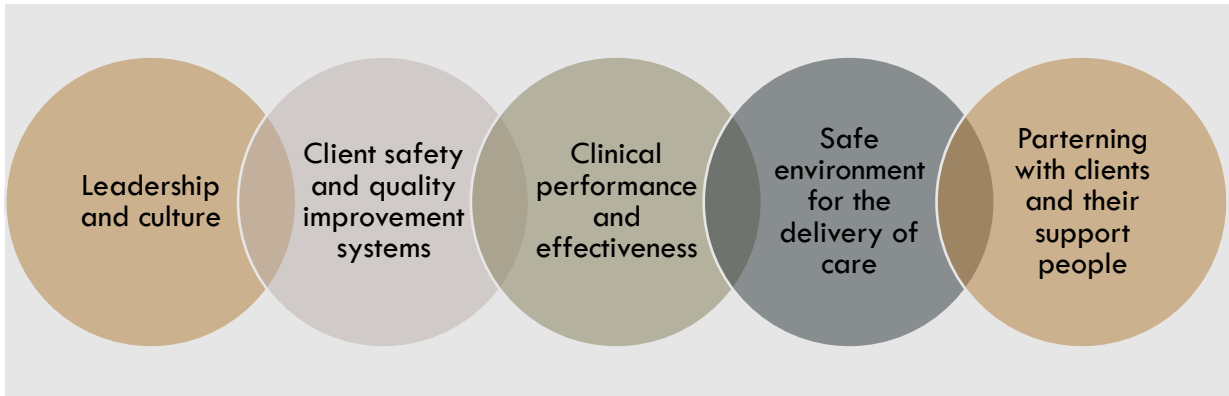 Leadership
and culture
Client safety
and quality
improvement
systems
Clinical
performance
and
effectiveness
Safe
environment
for the
delivery of
care
Parterning
with clients
and their
support
people